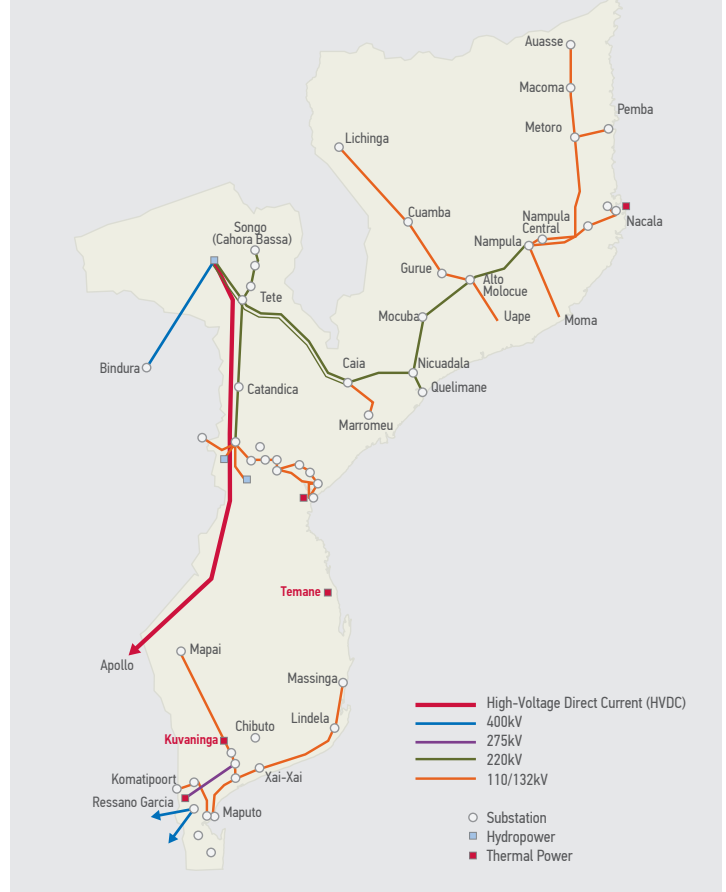 Auasse
Macoma
Pemba
Metoro
Lichinga
Cuamba
Nampula
Central
Nacala
Songo
(Cahora Bassa)
Nampula
Gurue
Alto
Molocue
Tete
Mocuba
Uape
Moma
Bindura
Caia
Nicuadala
Catandica
Quelimane
Marromeu
Temane
Apollo
Mapai
Massinga
Chibuto
Lindela
Kuvaninga
Komatipoort
Xai-Xai
Ressano Garcia
Maputo
High-Voltage Direct Current (HVDC)
400kV
275kV
220kV
110/132kV
Substation
Hydropower
Thermal Power